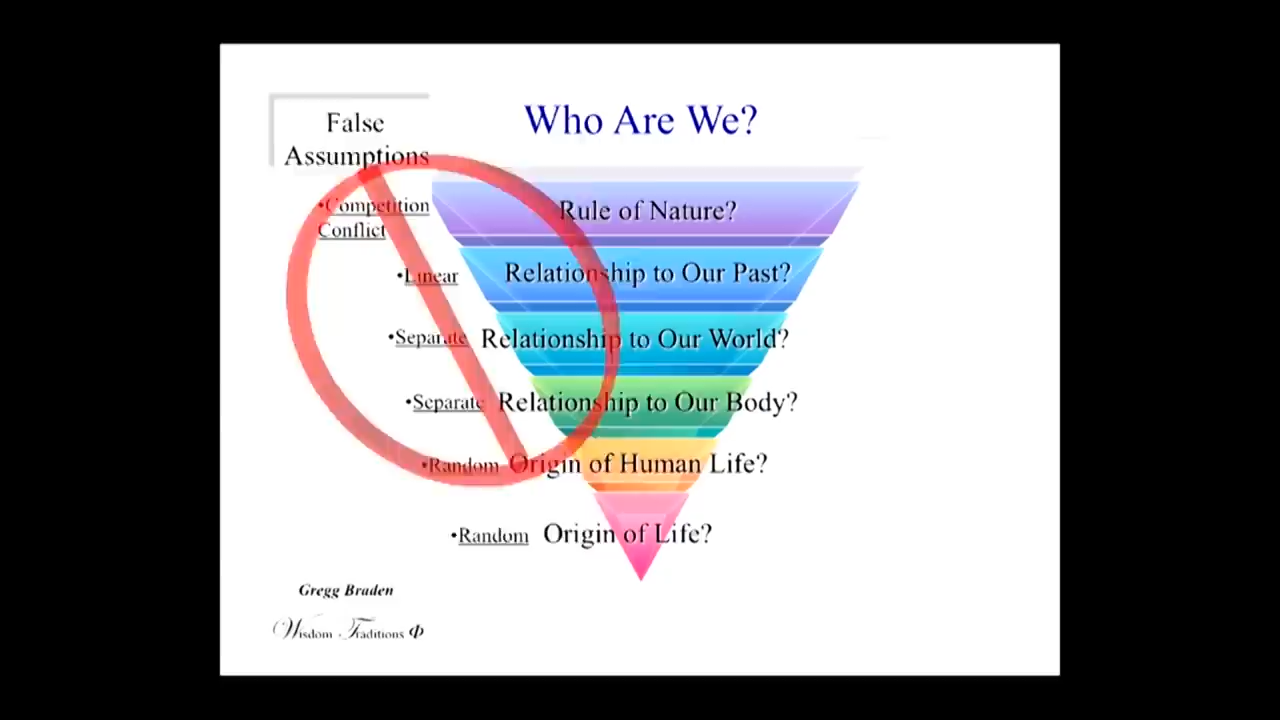 Who Are We?
False
Assumptions
•Competition
Conflict
Rule of Nature?
•Linear
Relationship to Our Past?
•Separate
Relationship to Our World?
•Separate
Relationship to Our Body?
•Random
Origin of Human Life?
•Random
Origin of Life?
Gregg Braden
Wisdom Traditions Φ